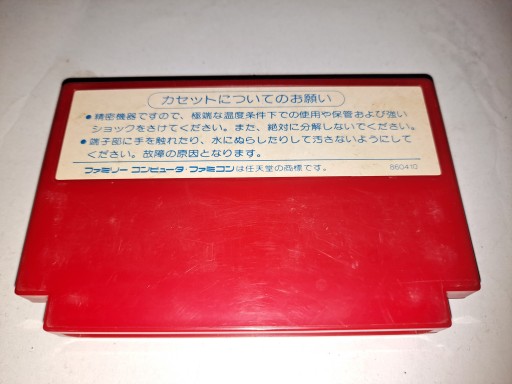 カセットについてのお願い
●精密機器ですので、極端な温度条件下での使用や保管および強い
ショックをさけてください。また、絶対に分解しないでください。
●端子部に手を触れたり、水にぬらしたりして汚さないようにして
ください。故障の原因となります。
ファミリー コンピュータ・ファミコンは任天堂の商標です。
860410